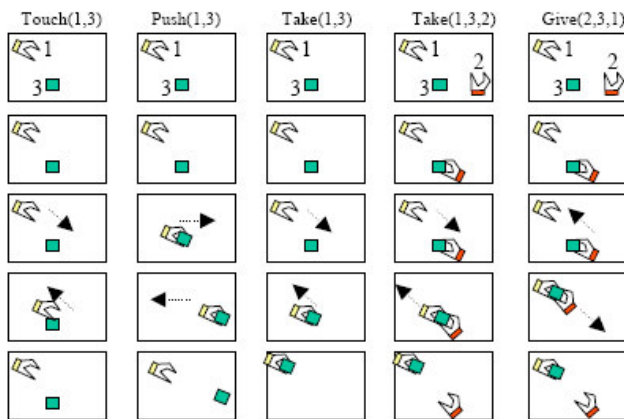 Touch(1,3) Push(1,3) Take(1,3) Take(1,3,2) Give(2,3,1)
1 1 1 1 2 1 2
3 3 3 3 3